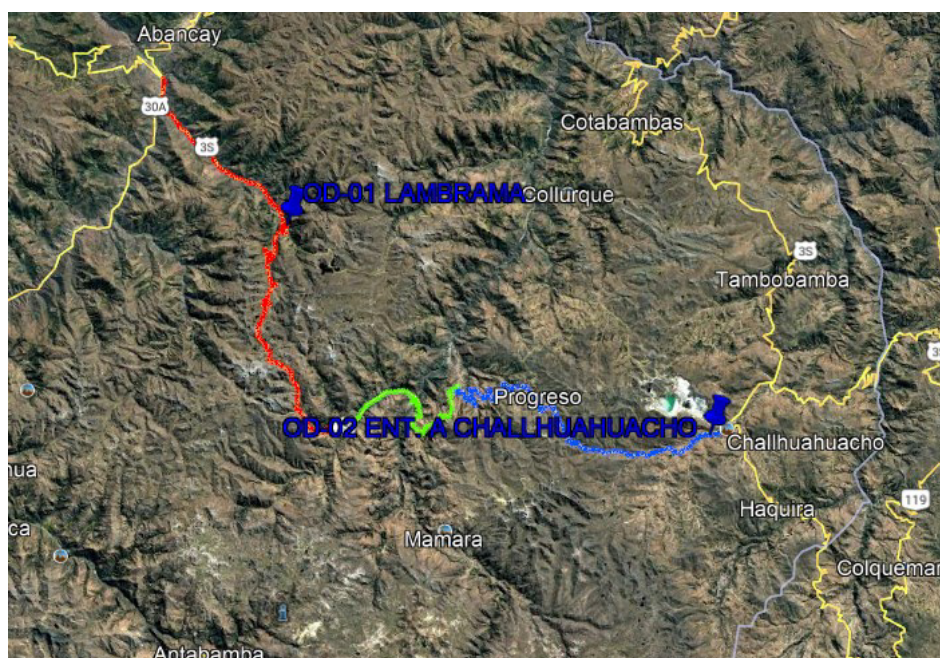 Abancay
30A
3S
Cotabambas
OD-01 LAMBRAMA
Collurque
3S
Tambobamba
Progreso
OD-02 ENT. A CHALLHUAHUACHO
Challhuahuacho
hua
119
Haquira
ca
Mamara
Colquemar
Antabamba